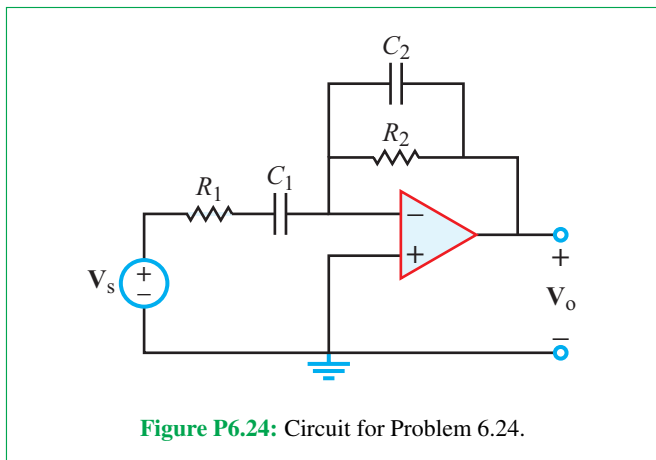 C₂
R₂
R₁
C₁
−
+
+
−
Vₛ
+
Vₒ
−
Figure P6.24: Circuit for Problem 6.24.